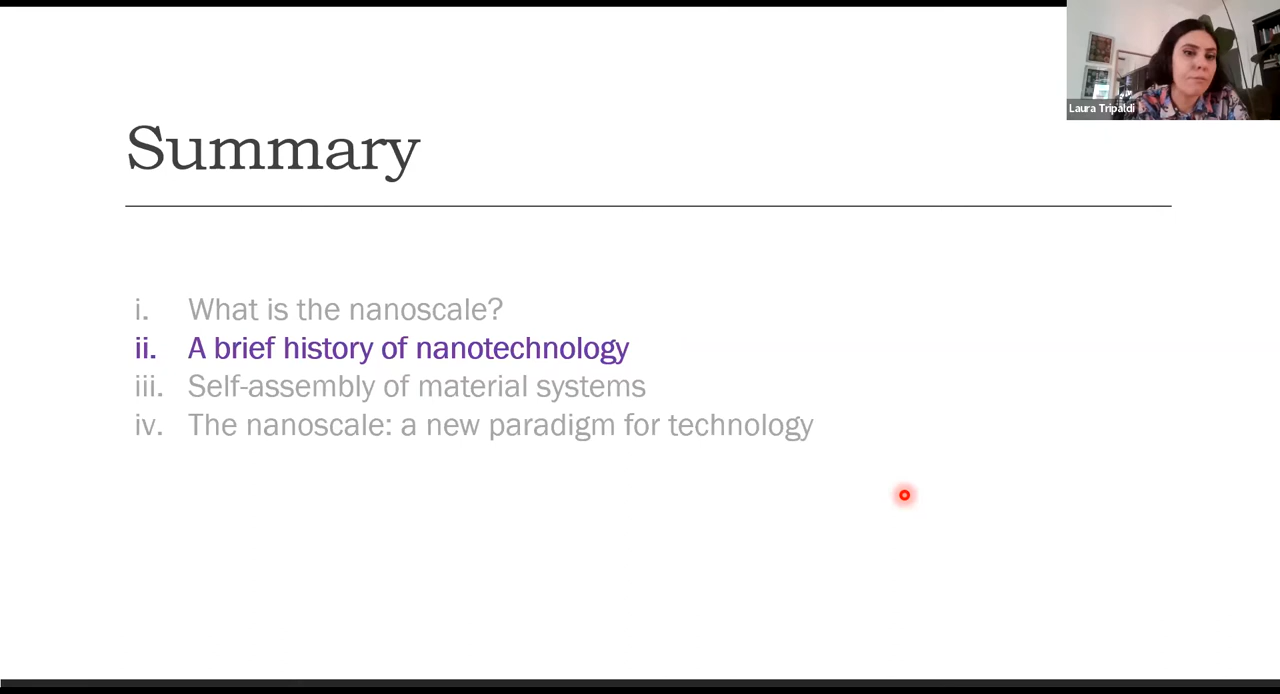 Laura Tripaldi
Summary
i. What is the nanoscale?
ii. A brief history of nanotechnology
iii. Self-assembly of material systems
iv. The nanoscale: a new paradigm for technology